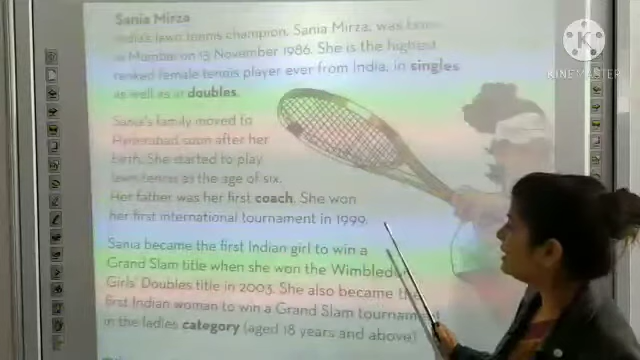 Sania Mirza
India's lawn tennis champion, Sania Mirza, was born
in Mumbai on 15 November 1986. She is the highest
ranked female tennis player ever from India, in singles
as well as in doubles.
Sania's family moved to
Hyderabad soon after her
birth. She started to play
lawn tennis at the age of six.
Her father was her first coach. She won
her first international tournament in 1999.
Sania became the first Indian girl to win a
Grand Slam title when she won the Wimbledon
Girls' Doubles title in 2003. She also became the
first Indian woman to win a Grand Slam tournament
in the ladies category (aged 18 years and above)
KINEMASTER